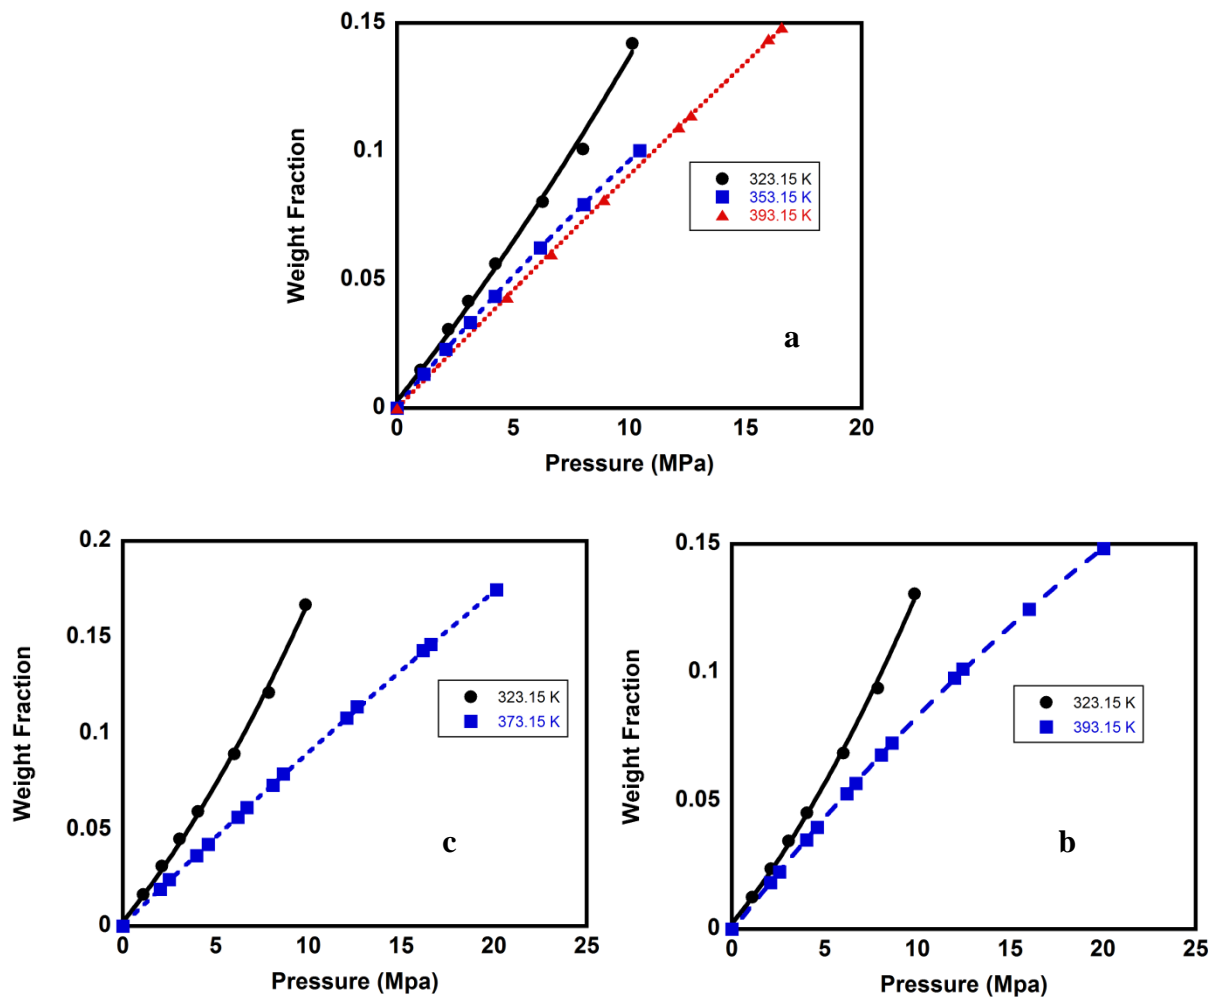 0.15
0.1
0.05
0
Weight Fraction
323.15 K
353.15 K
393.15 K
a
0 5 10 15 20
Pressure (MPa)
0.2
0.15
0.1
0.05
0
Weight Fraction
323.15 K
373.15 K
c
0 5 10 15 20 25
Pressure (Mpa)
0.15
0.1
0.05
0
Weight Fraction
323.15 K
393.15 K
b
0 5 10 15 20 25
Pressure (MPa)